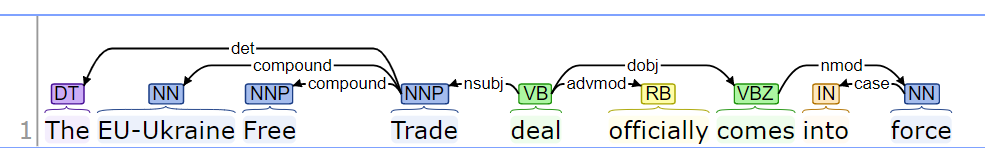 det
compound nmod
compound nsubj dobj advmod case
DT NN NNP NNP VB RB VBZ IN NN
1 The EU-Ukraine Free Trade deal officially comes into force